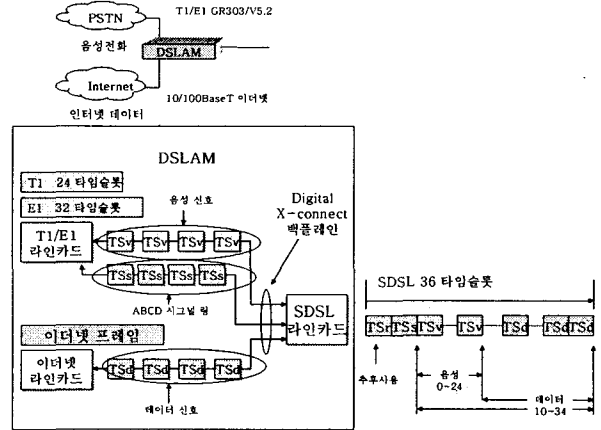 PSTN
T1/E1 GR303/V5.2
음성전화
DSLAM
Internet
10/100BaseT 이더넷
인터넷 데이터
DSLAM
T1 24 타임슬롯
E1 32 타임슬롯
음성 신호
Digital
X-connect
백플레인
T1/E1
라인카드
TSv TSv TSv TSv
TSs TSs TSs TSs
ABCD 시그널 링
SDSL
라인카드
SDSL 36 타임슬롯
TSr TSs TSv TSv TSd TSd TSd
추후사용
음성
0~24
데이터
10~34
이더넷 프레임
이더넷
라인카드
TSd TSd TSd TSd
데이터 신호